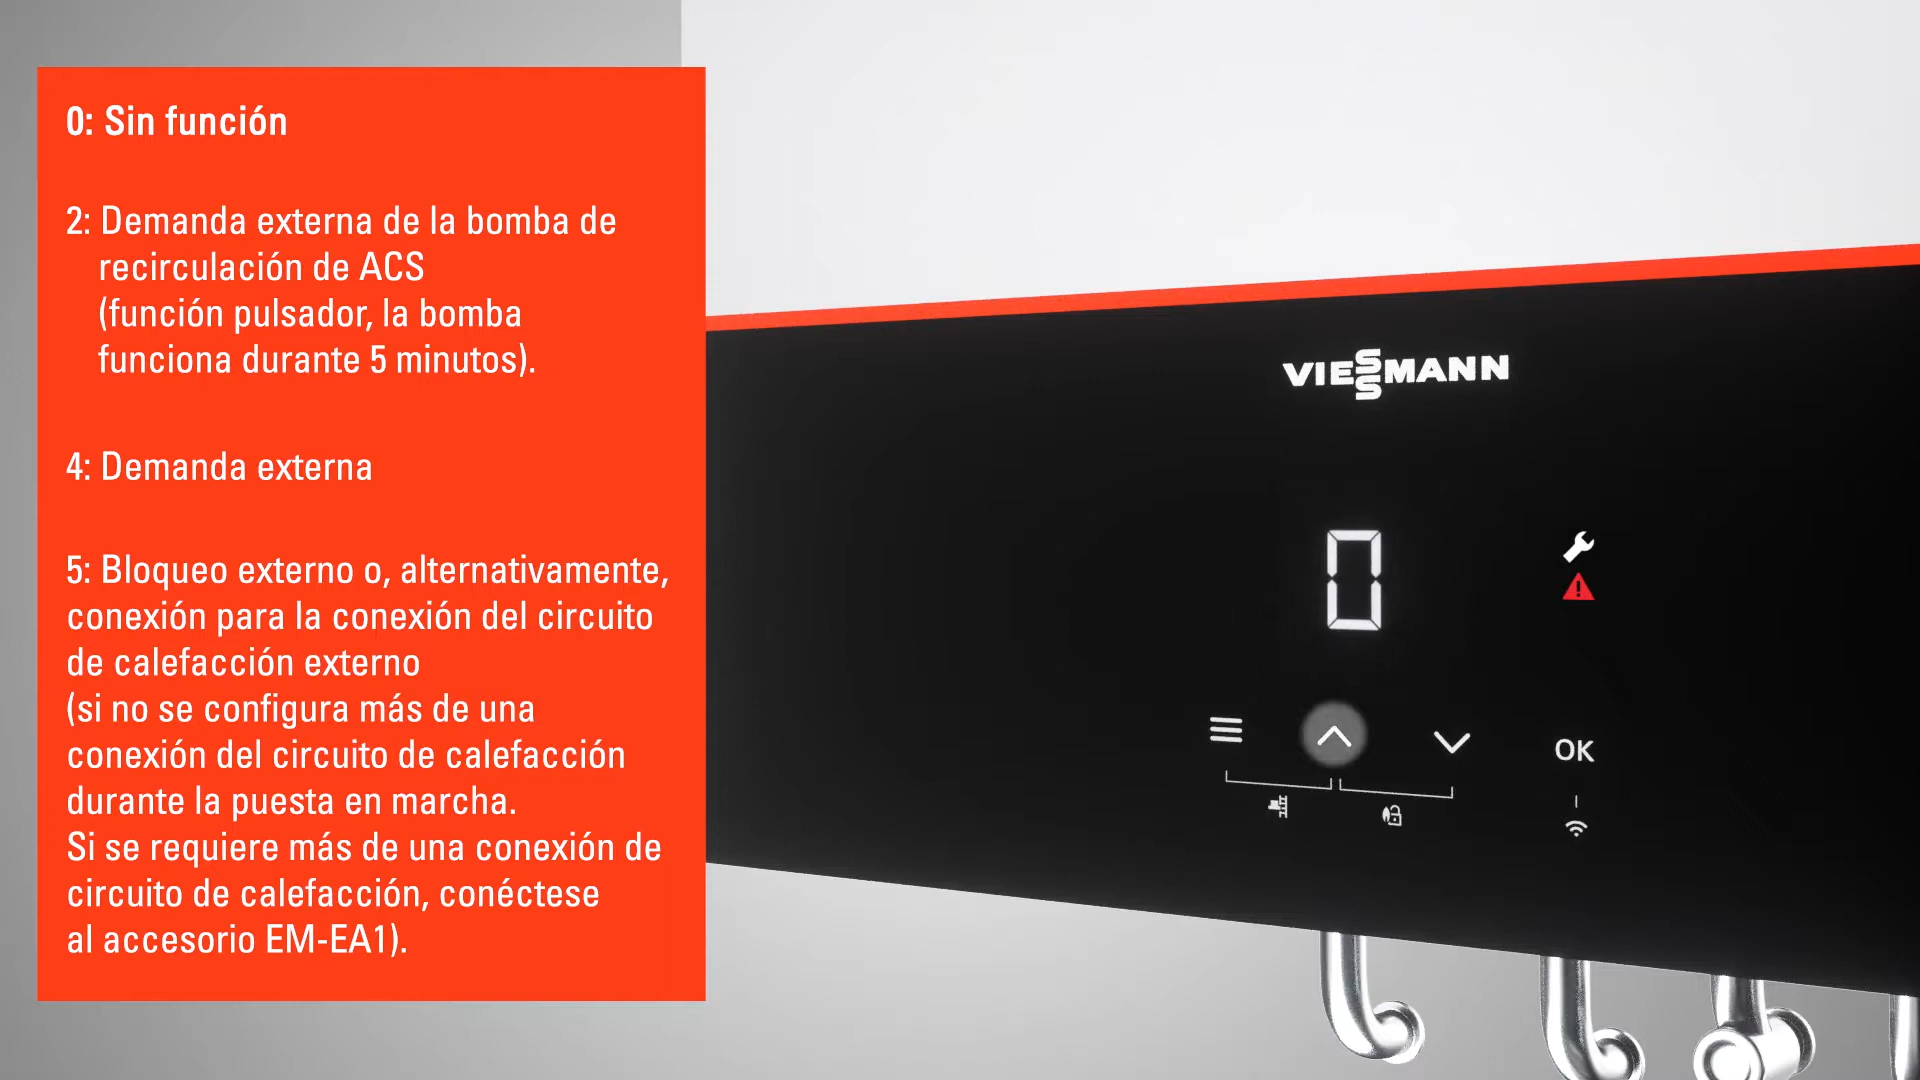 0: Sin función
2: Demanda externa de la bomba de
recirculación de ACS
(función pulsador, la bomba
funciona durante 5 minutos).
4: Demanda externa
5: Bloqueo externo o, alternativamente,
conexión para la conexión del circuito
de calefacción externo
(si no se configura más de una
conexión del circuito de calefacción
durante la puesta en marcha.
Si se requiere más de una conexión de
circuito de calefacción, conéctese
al accesorio EM-EA1).
VIESSMANN
0
OK